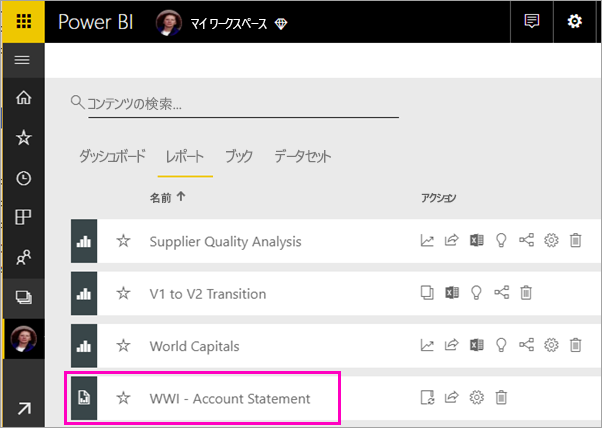 Power BI マイ ワークスペース
コンテンツの検索...
ダッシュボード レポート ブック データセット
名前 アクション
Supplier Quality Analysis
V1 to V2 Transition
World Capitals
WWI - Account Statement